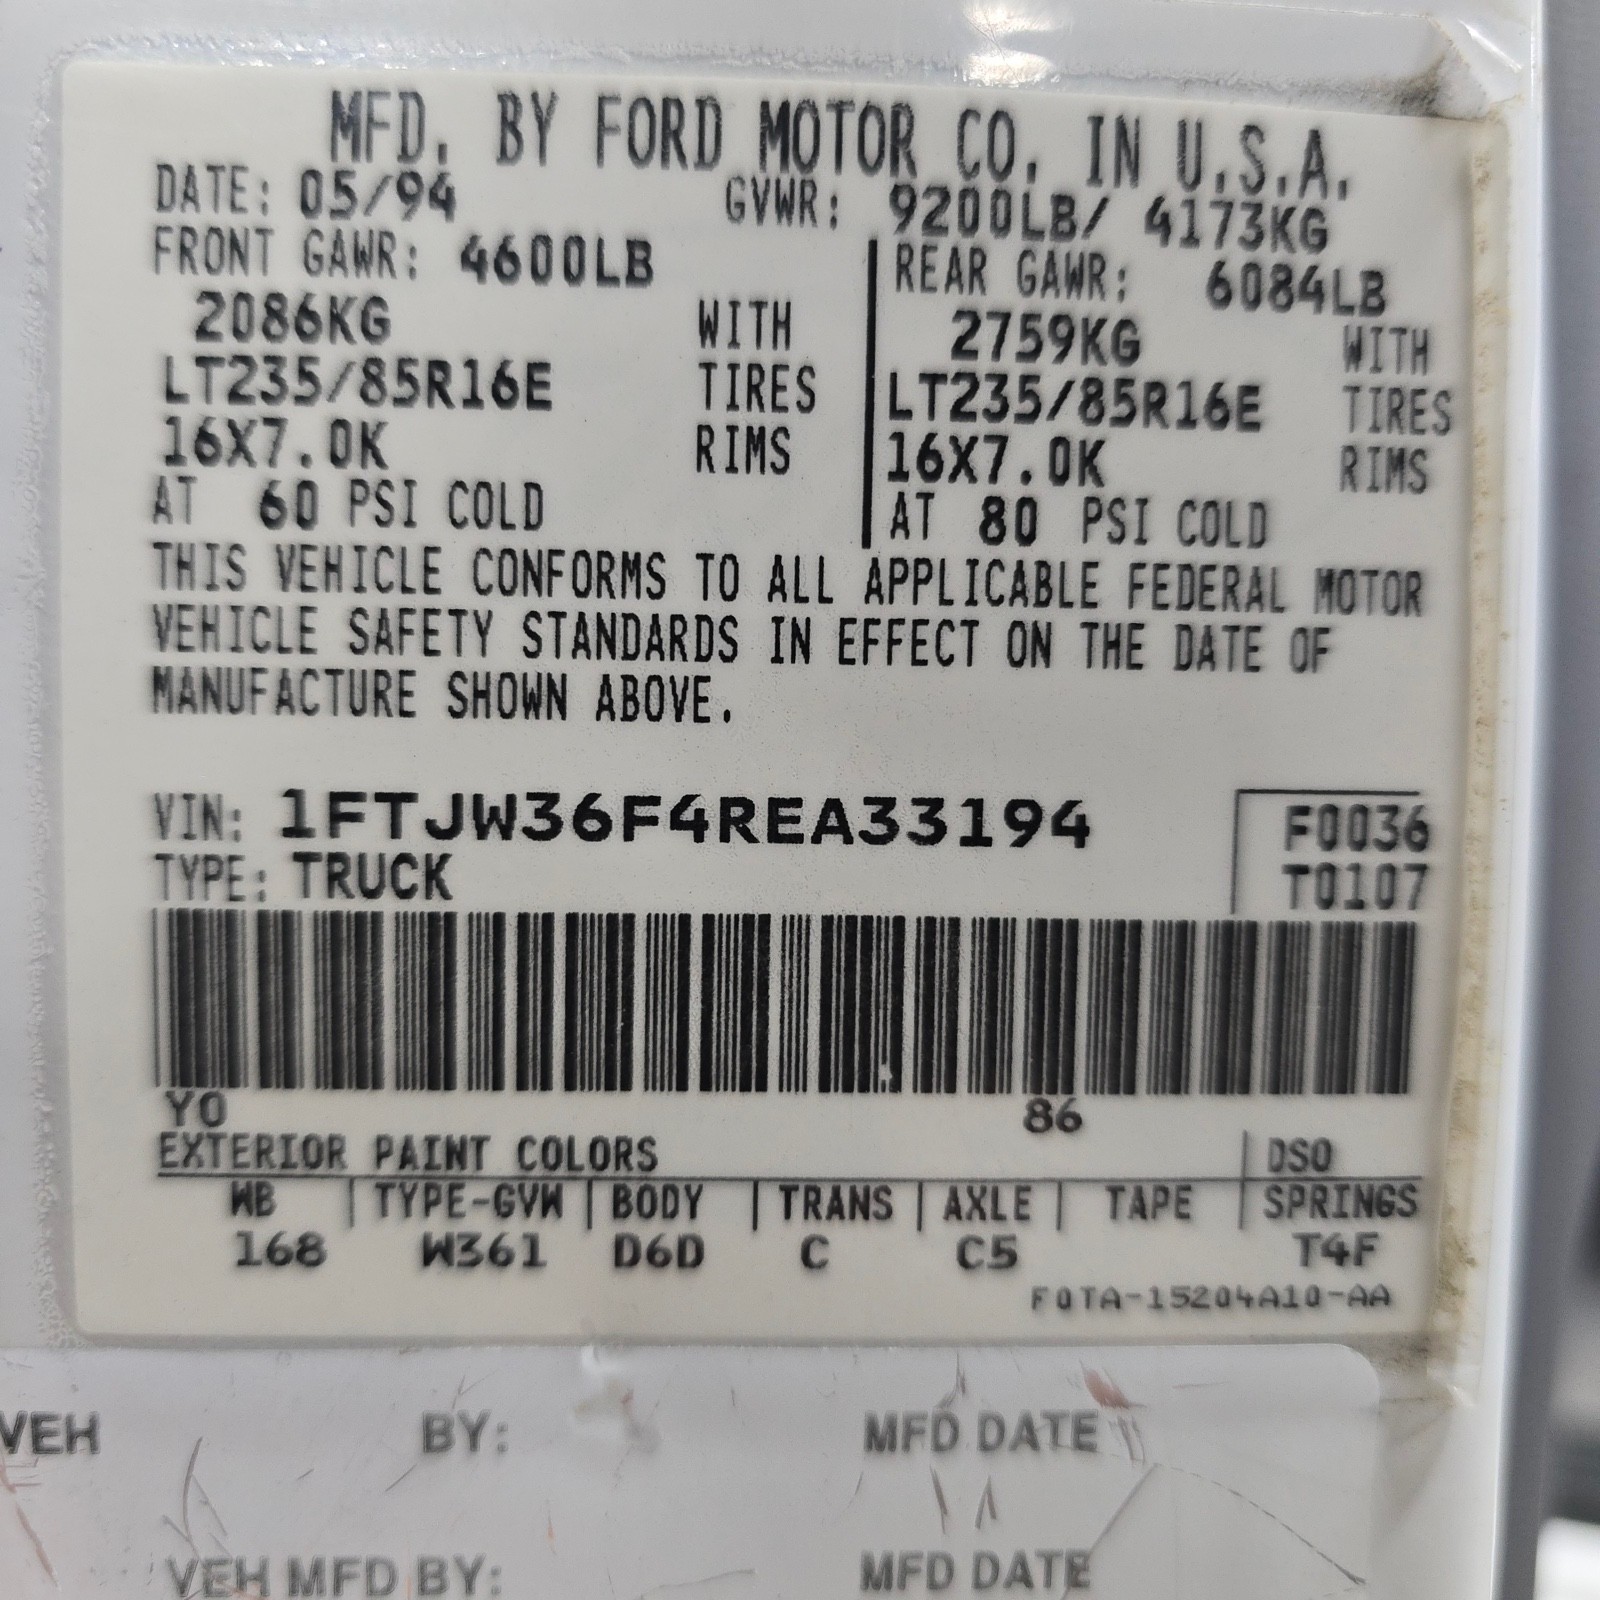 MFD. BY FORD MOTOR CO. IN U.S.A.
DATE: 05/94 GVWR: 9200LB/ 4173KG
FRONT GAWR: 4600LB REAR GAWR: 6084LB
2086KG WITH 2759KG WITH
LT235/85R16E TIRES LT235/85R16E TIRES
16X7.0K RIMS 16X7.0K RIMS
AT 60 PSI COLD AT 80 PSI COLD
THIS VEHICLE CONFORMS TO ALL APPLICABLE FEDERAL MOTOR
VEHICLE SAFETY STANDARDS IN EFFECT ON THE DATE OF
MANUFACTURE SHOWN ABOVE.
VIN: 1FTJW36F4REA33194 F0036
TYPE: TRUCK T0107
YO 86
EXTERIOR PAINT COLORS DSO
WB | TYPE-GVW | BODY | TRANS | AXLE | TAPE | SPRINGS
168 W361 D6D C C5 T4F
F0TA-15204A10-AA
VEH BY: MFD DATE
VEH MFD BY: MFD DATE